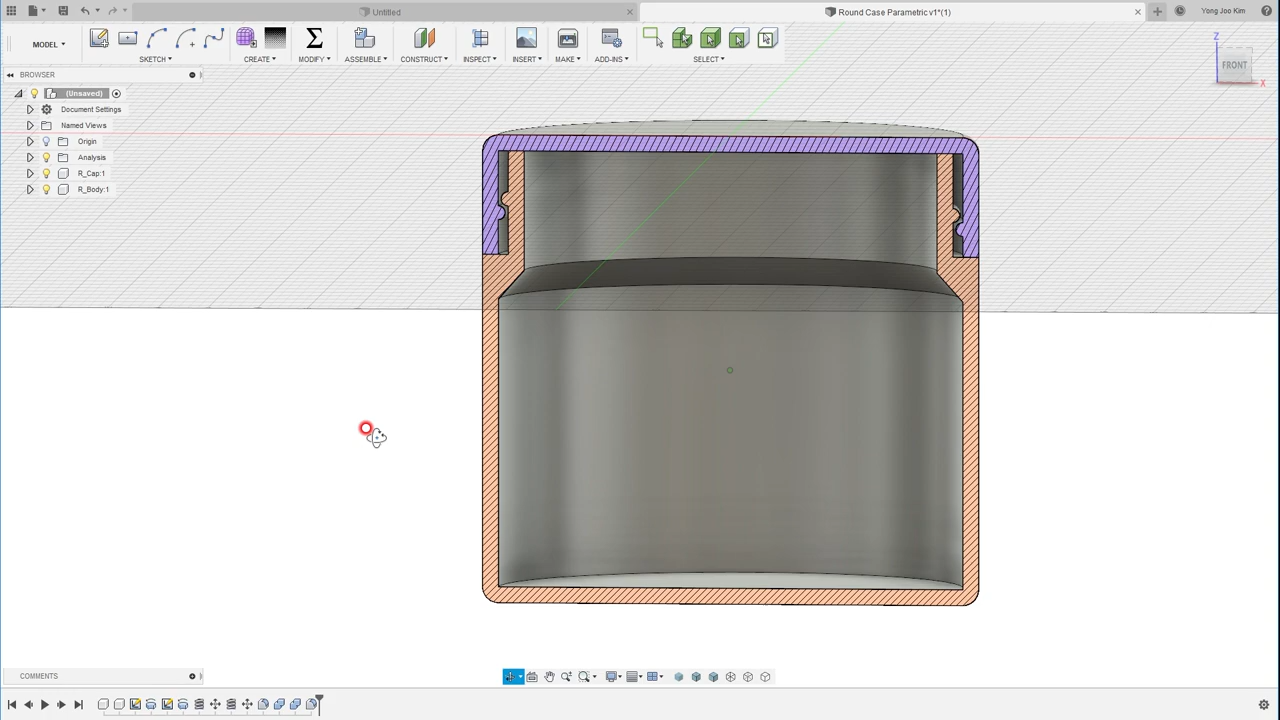 Untitled
Round Case Parametric v1*(1)
Yong Joo Kim
MODEL
SKETCH
CREATE
MODIFY
ASSEMBLE
CONSTRUCT
INSPECT
INSERT
MAKE
ADD-INS
SELECT
BROWSER
(Unsaved)
Document Settings
Named Views
Origin
Analysis
R_Cap:1
R_Body:1
Z
FRONT
X
COMMENTS